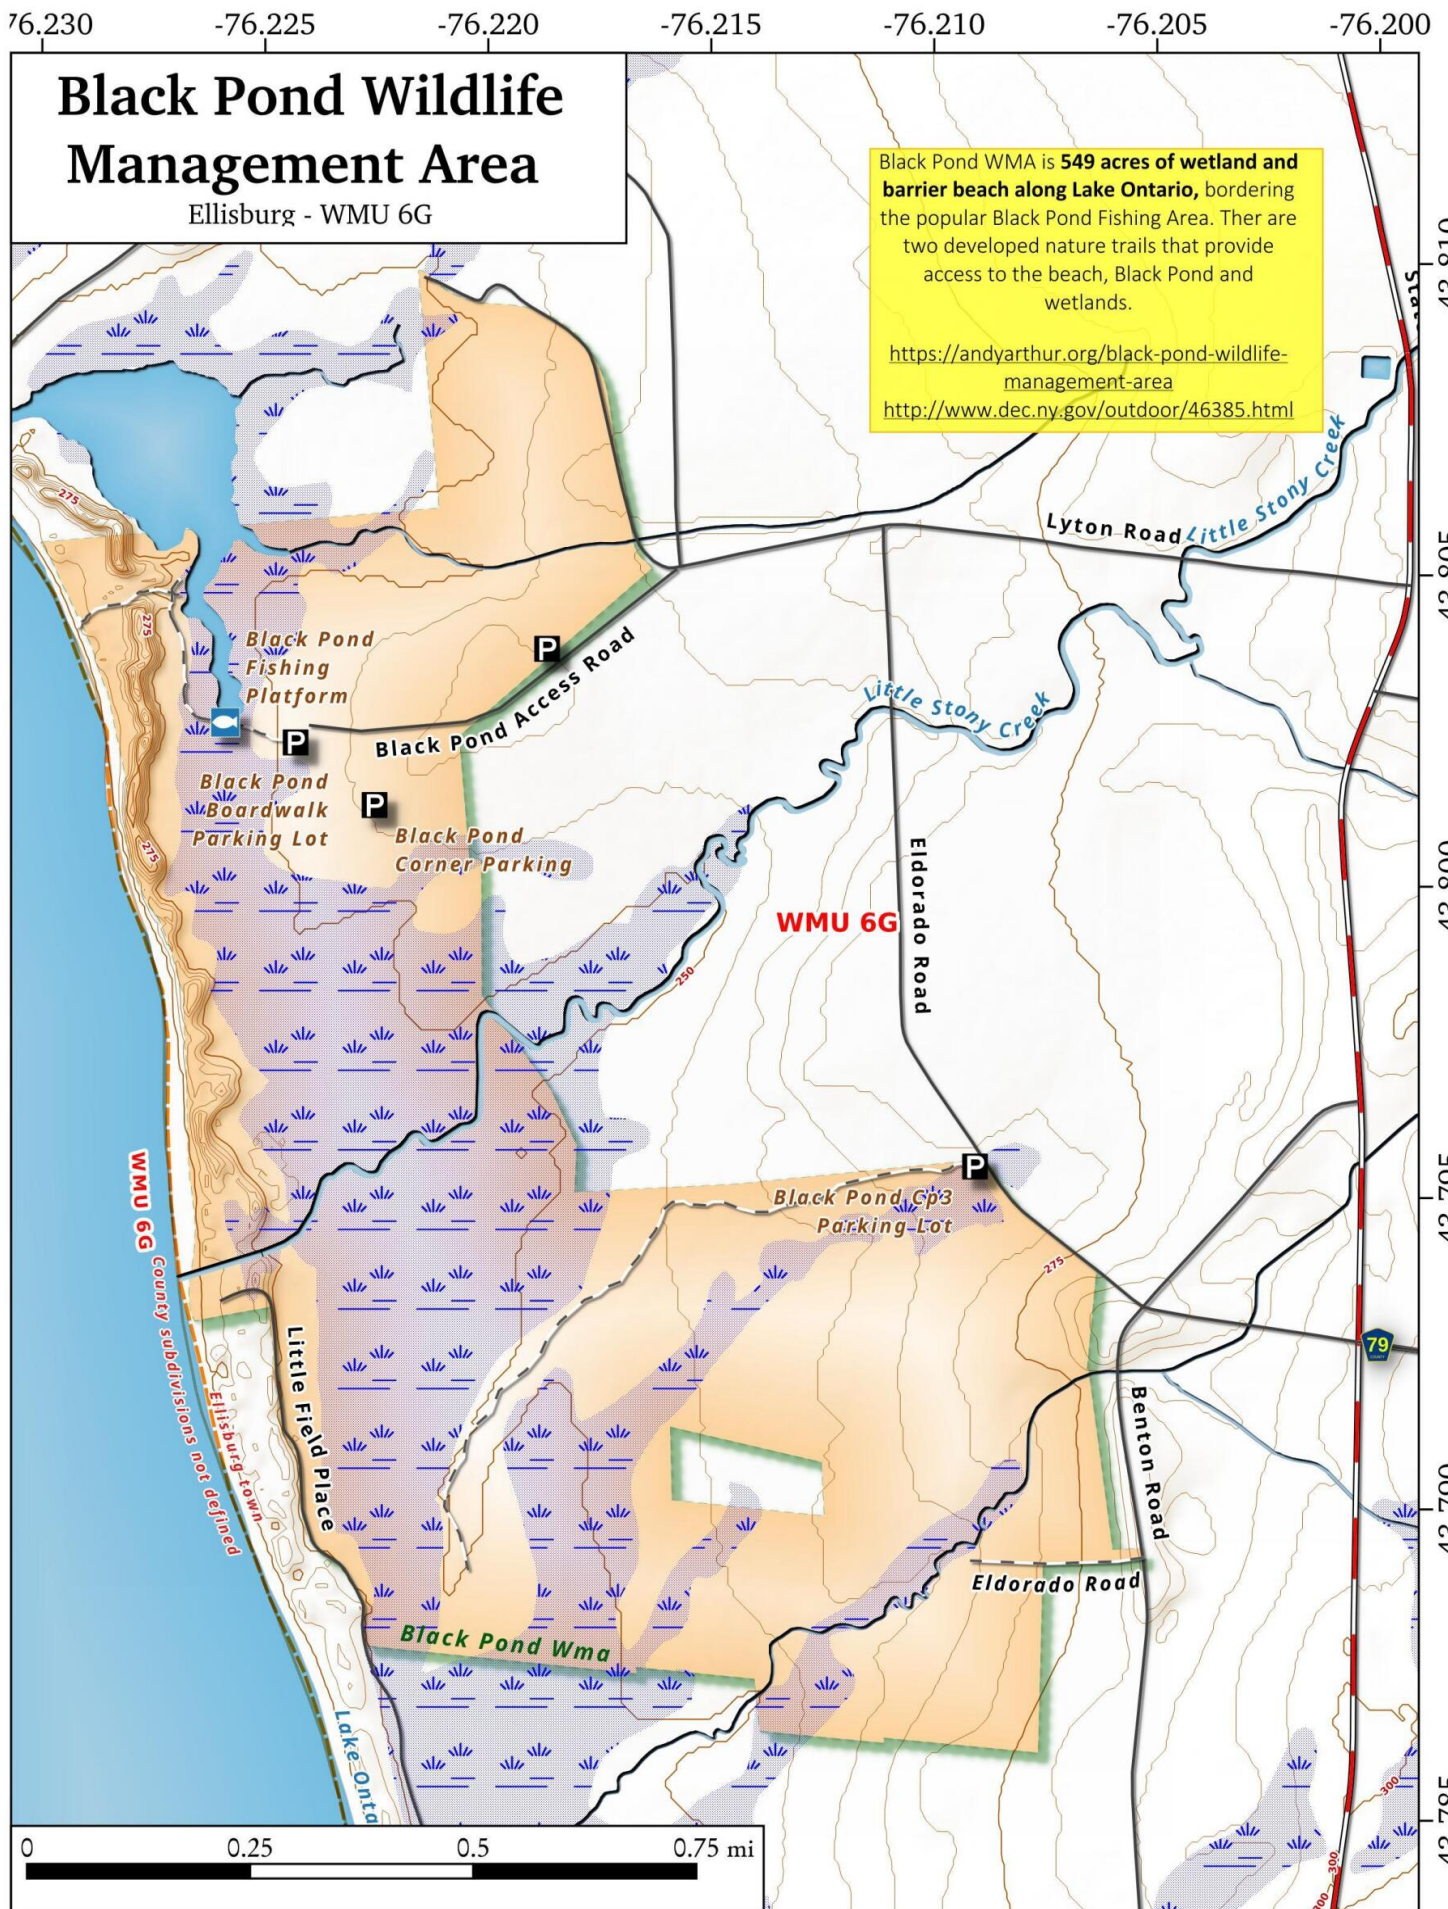 76.230 -76.225 -76.220 -76.215 -76.210 -76.205 -76.200
Black Pond Wildlife
Management Area
Ellisburg - WMU 6G
Black Pond WMA is 549 acres of wetland and
barrier beach along Lake Ontario, bordering
the popular Black Pond Fishing Area. Ther are
two developed nature trails that provide
access to the beach, Black Pond and
wetlands.
https://andyarthur.org/black-pond-wildlife-
management-area
http://www.dec.ny.gov/outdoor/46385.html
Little Stony Creek
Lyton Road
275
275
Black Pond
Fishing
Platform
P
Black Pond Access Road
P
Little Stony Creek
Black Pond
Boardwalk
Parking Lot
P
Black Pond
Corner Parking
275
Eldorado Road
WMU 6G
250
P
Black Pond Cp3
Parking Lot
WMU 6G
County subdivisions not defined
Ellisburg town
275
79
COUNTY
Little Field Place
Benton Road
Eldorado Road
Black Pond Wma
Lake Onta
300
300
300
0 0.25 0.5 0.75 mi